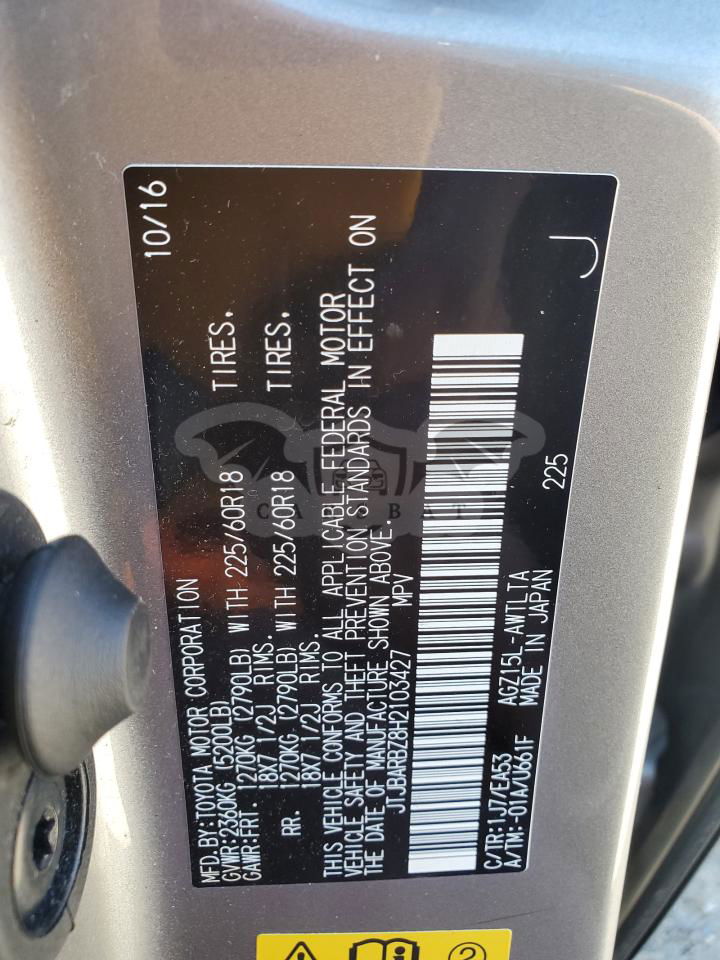 MFD.BY:TOYOTA MOTOR CORPORATION 10/16
GVWR:2360KG (5200LB)
GAWR:FRT. 1270KG (2790LB) WITH 225/60R18 TIRES.
18X7 1/2J RIMS.
RR. 1270KG (2790LB) WITH 225/60R18 TIRES.
18X7 1/2J RIMS.
THIS VEHICLE CONFORMS TO ALL APPLICABLE FEDERAL MOTOR
VEHICLE SAFETY AND THEFT PREVENTION STANDARDS IN EFFECT ON
THE DATE OF MANUFACTURE SHOWN ABOVE.
JTJBARBZ8H2103427 MPV
C/TR:1J7/EA53 AGZ15L-AWTLTA 225
A/TM:-01A/U661F MADE IN JAPAN
J
2